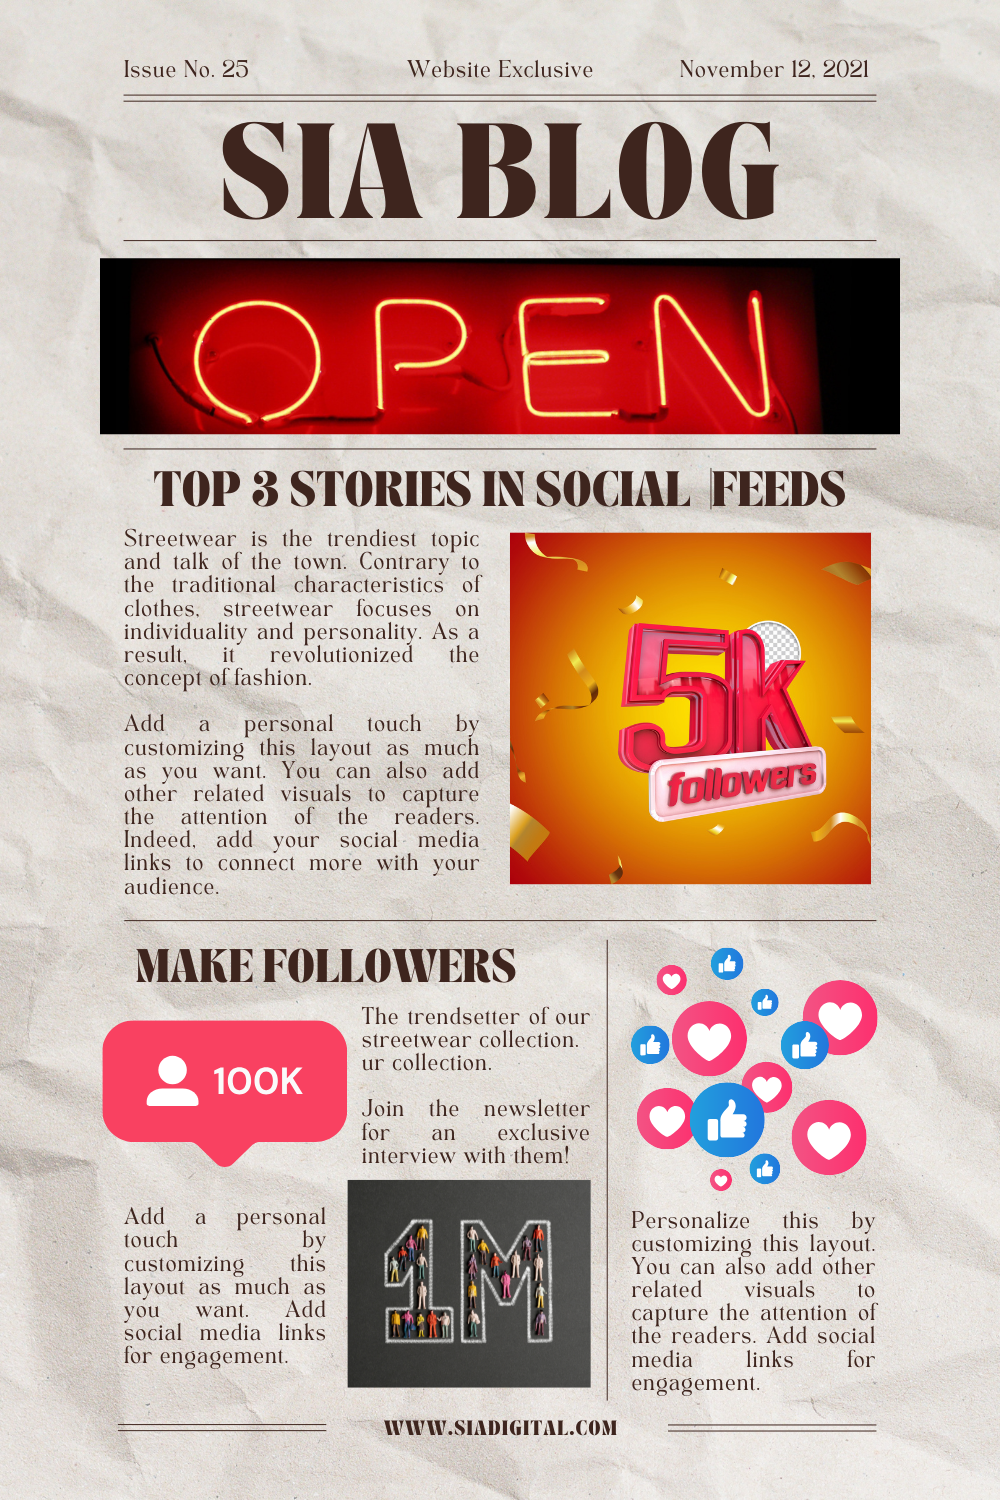 Issue No. 25
Website Exclusive
November 12, 2021
SIA BLOG
OPEN
TOP 3 STORIES IN SOCIAL FEEDS
Streetwear is the trendiest topic
and talk of the town. Contrary to
the traditional characteristics of
clothes, streetwear focuses on
individuality and personality. As a
result, it revolutionized the
concept of fashion.
Add a personal touch by
customizing this layout as much
as you want. You can also add
other related visuals to capture
the attention of the readers.
Indeed, add your social media
links to connect more with your
audience.
5k
followers
MAKE FOLLOWERS
100K
The trendsetter of our
streetwear collection.
ur collection.
Join the newsletter
for an exclusive
interview with them!
Add a personal
touch by
customizing this
layout as much as
you want. Add
social media links
for engagement.
1M
Personalize this by
customizing this layout.
You can also add other
related visuals to
capture the attention of
the readers. Add social
media links for
engagement.
WWW.SIADIGITAL.COM